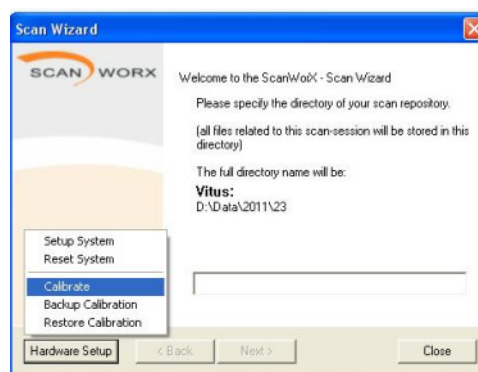 Scan Wizard
SCAN WORX
Welcome to the ScanWorX - Scan Wizard
Please specify the directory of your scan repository.
(all files related to this scan-session will be stored in this
directory)
The full directory name will be:
Vitus:
D:\Data\2011\23
Setup System
Reset System
Calibrate
Backup Calibration
Restore Calibration
Hardware Setup
< Back
Next >
Close